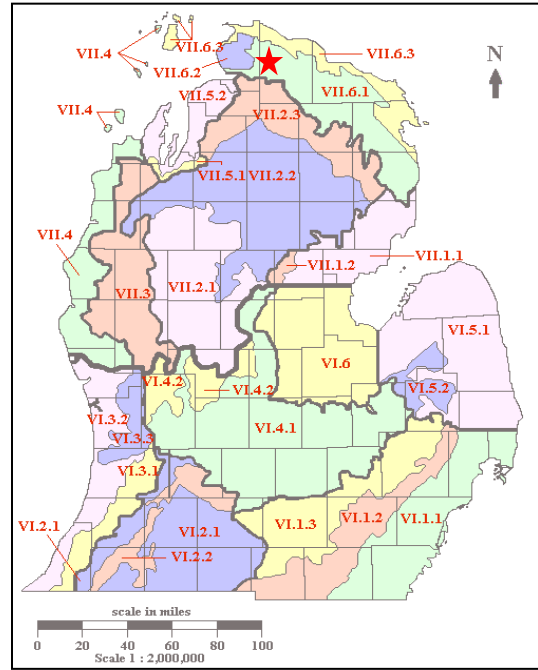 VII.4
VII.6.3
VII.6.3
VII.6.2
N
VII.5.2
VII.6.1
VII.4
VII.2.3
VII.5.1
VII.2.2
VII.4
VII.1.1
VII.1.2
VII.3
VII.2.1
VI.5.1
VI.6
VI.4.2
VI.4.2
VI.5.2
VI.3.2
VI.4.1
VI.3.3
VI.3.1
VI.2.1
VI.2.1
VI.1.3
VI.1.2
VI.1.1
VI.2.2
scale in miles
0 20 40 60 80 100
Scale 1 : 2,000,000